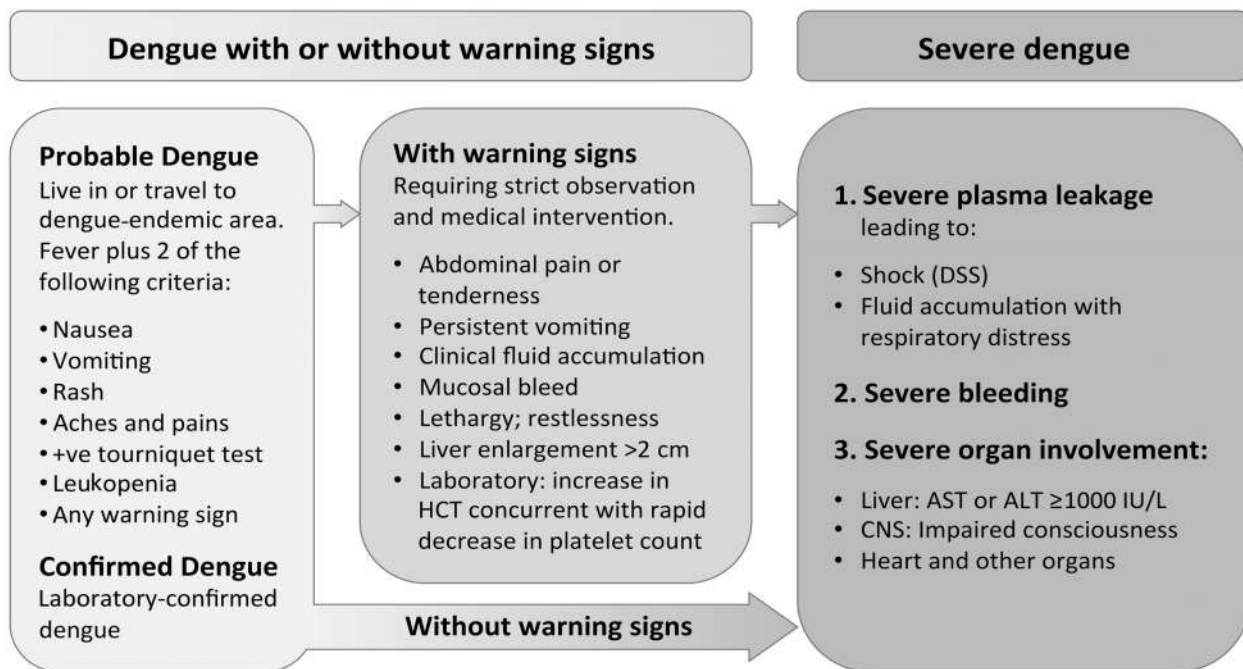 Dengue with or without warning signs
Severe dengue
Probable Dengue
Live in or travel to
dengue-endemic area.
Fever plus 2 of the
following criteria:
• Nausea
• Vomiting
• Rash
• Aches and pains
• +ve tourniquet test
• Leukopenia
• Any warning sign
Confirmed Dengue
Laboratory-confirmed
dengue
With warning signs
Requiring strict observation
and medical intervention.
• Abdominal pain or
tenderness
• Persistent vomiting
• Clinical fluid accumulation
• Mucosal bleed
• Lethargy; restlessness
• Liver enlargement >2 cm
• Laboratory: increase in
HCT concurrent with rapid
decrease in platelet count
Without warning signs
1. Severe plasma leakage
leading to:
• Shock (DSS)
• Fluid accumulation with
respiratory distress
2. Severe bleeding
3. Severe organ involvement:
• Liver: AST or ALT ≥1000 IU/L
• CNS: Impaired consciousness
• Heart and other organs